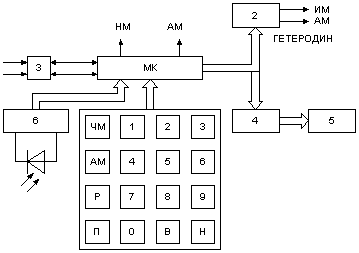 НМ АМ 2 ИМ
АМ
ГЕТЕРОДИН
3 МК
6 4 5
ЧМ 1 2 3
АМ 4 5 6
Р 7 8 9
П 0 В Н